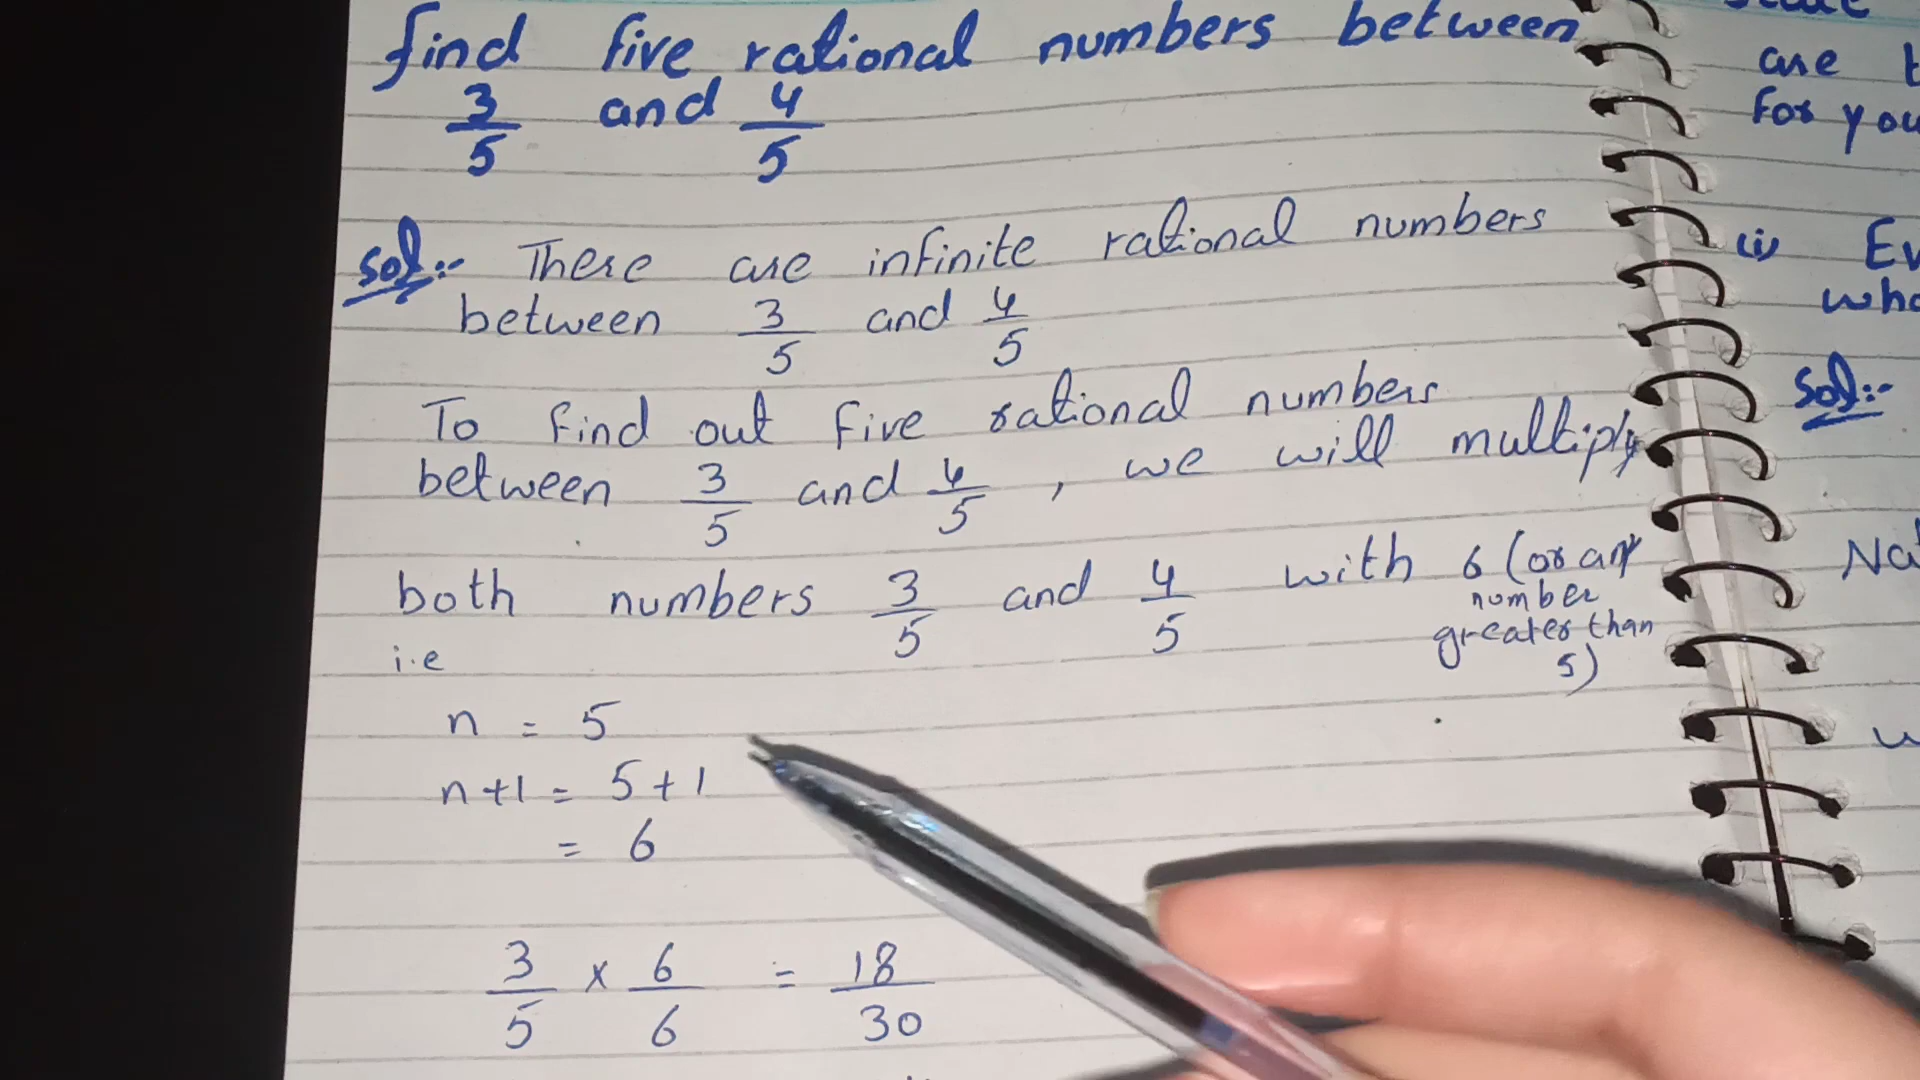 find five rational numbers between
3/5 and 4/5
Sol:- There are infinite rational numbers
between 3/5 and 4/5
To find out five rational numbers
between 3/5 and 4/5, we will multiply
both numbers 3/5 and 4/5 with 6 (or any
number
greater than
5)
i.e
n = 5
n+1 = 5+1
= 6
3/5 × 6/6 = 18/30
are
For you
(i)
Sol:-